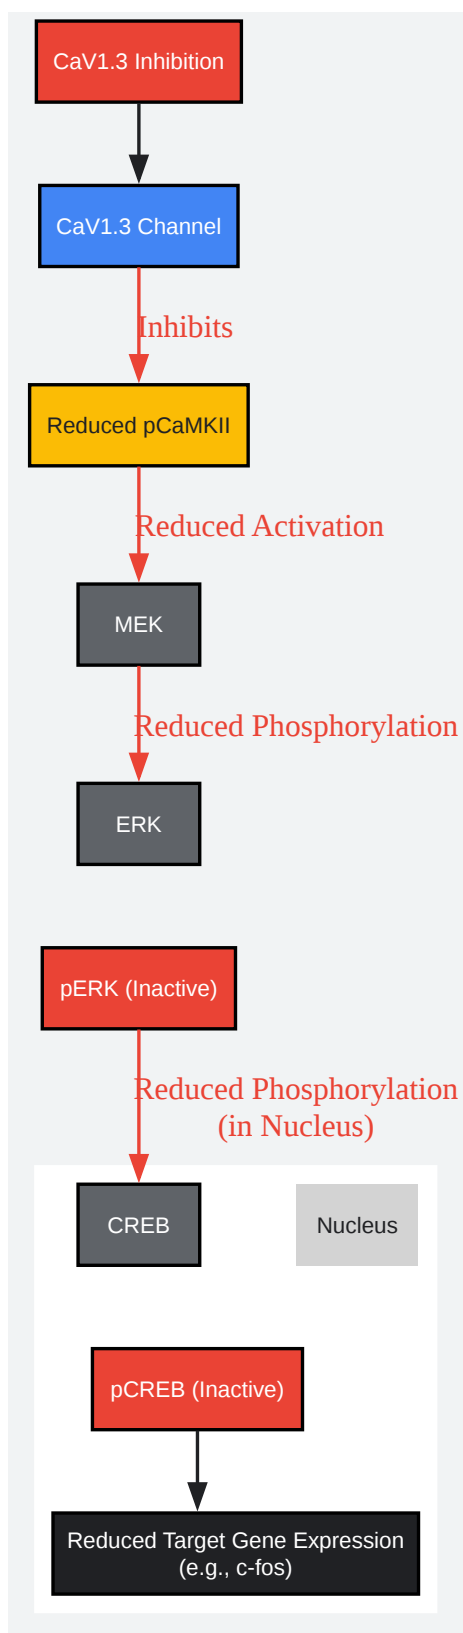 CaV1.3 Inhibition
CaV1.3 Channel
Inhibits
Reduced pCaMKII
Reduced Activation
MEK
Reduced Phosphorylation
ERK
pERK (Inactive)
Reduced Phosphorylation
(in Nucleus)
CREB
Nucleus
pCREB (Inactive)
Reduced Target Gene Expression
(e.g., c-fos)